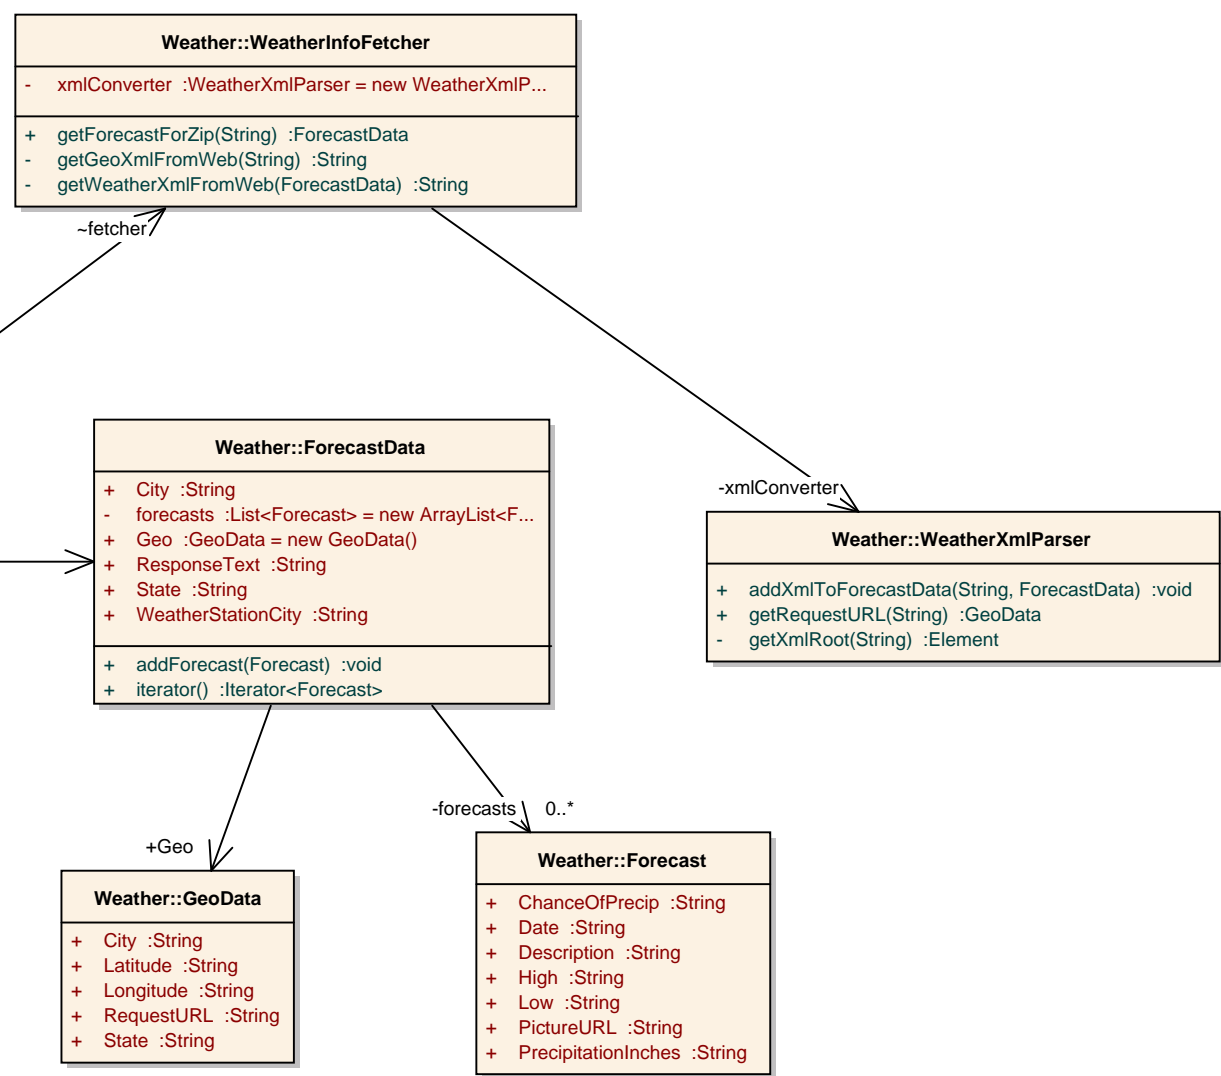 Weather::WeatherInfoFetcher
- xmlConverter :WeatherXmlParser = new WeatherXmlP...
+ getForecastForZip(String) :ForecastData
- getGeoXmlFromWeb(String) :String
- getWeatherXmlFromWeb(ForecastData) :String
~fetcher
Weather::ForecastData
+ City :String
- forecasts :List<Forecast> = new ArrayList<F...
+ Geo :GeoData = new GeoData()
+ ResponseText :String
+ State :String
+ WeatherStationCity :String
+ addForecast(Forecast) :void
+ iterator() :Iterator<Forecast>
-xmlConverter
Weather::WeatherXmlParser
+ addXmlToForecastData(String, ForecastData) :void
+ getRequestURL(String) :GeoData
- getXmlRoot(String) :Element
-forecasts 0..*
+Geo
Weather::GeoData
+ City :String
+ Latitude :String
+ Longitude :String
+ RequestURL :String
+ State :String
Weather::Forecast
+ ChanceOfPrecip :String
+ Date :String
+ Description :String
+ High :String
+ Low :String
+ PictureURL :String
+ PrecipitationInches :String